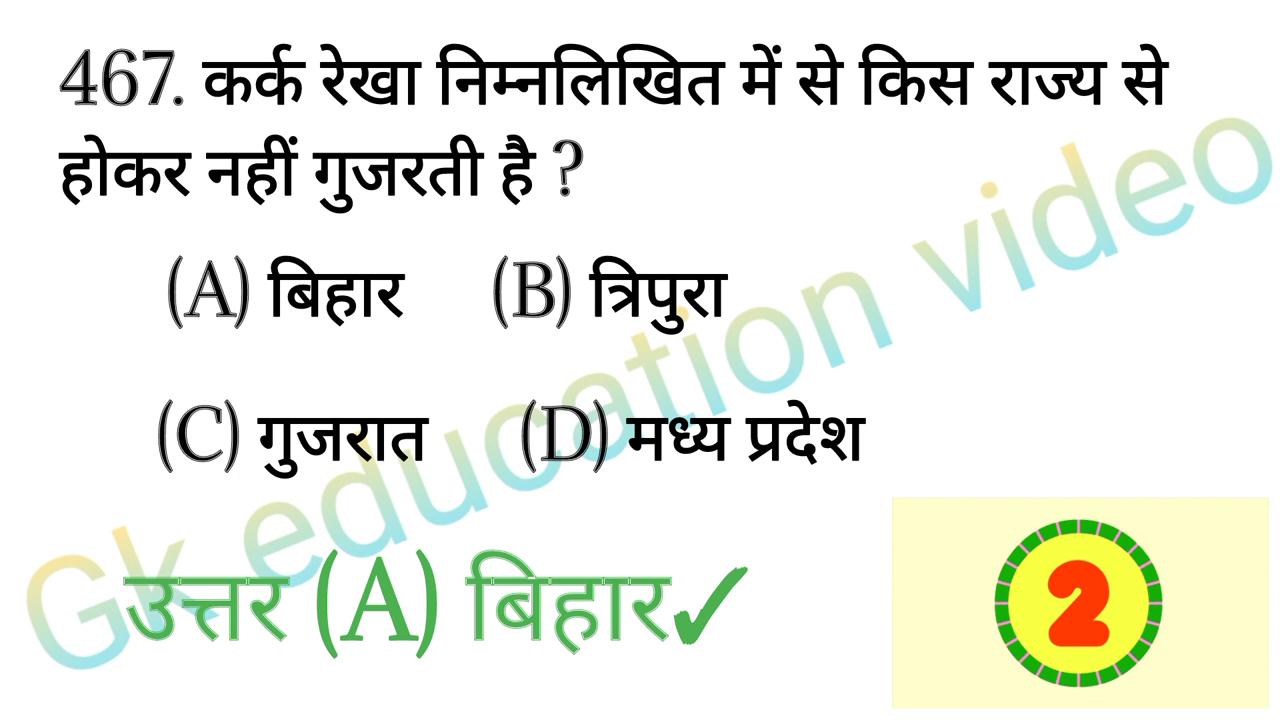 467. कर्क रेखा निम्नलिखित में से किस राज्य से
होकर नहीं गुजरती है ?
(A) बिहार (B) त्रिपुरा
(C) गुजरात (D) मध्य प्रदेश
Gk education video
उत्तर (A) बिहार✓
2